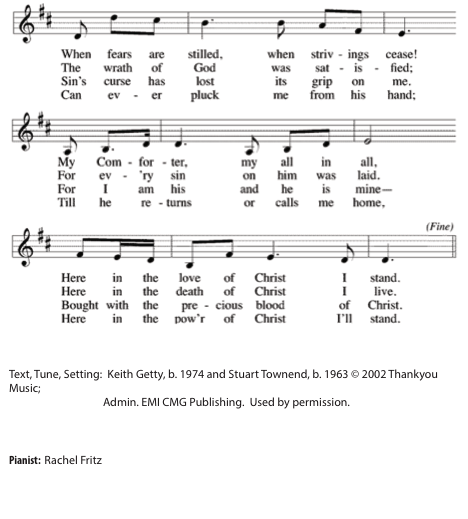 When fears are stilled, when striv - ings cease!
The wrath of God was sat - is - fied;
Sin's curse has lost its grip on me.
Can ev - er pluck me from his hand;
My Com - for - ter, my all in all,
For ev - 'ry sin on him was laid.
For I am his and he is mine—
Till he re - turns or calls me home,
(Fine)
Here in the love of Christ I stand.
Here in the death of Christ I live.
Bought with the pre - cious blood of Christ.
Here in the pow'r of Christ I'll stand.
Text, Tune, Setting: Keith Getty, b. 1974 and Stuart Townend, b. 1963 © 2002 Thankyou
Music;
Admin. EMI CMG Publishing. Used by permission.
Pianist: Rachel Fritz